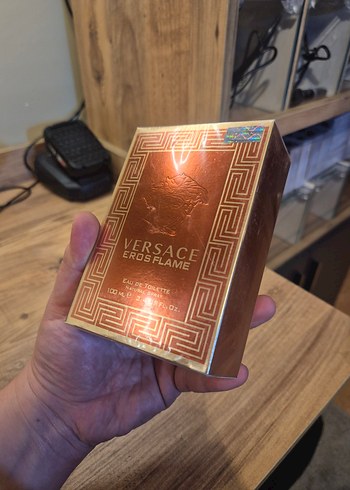 VERSACE
EROS FLAME
EAU DE TOILETTE
100 ML